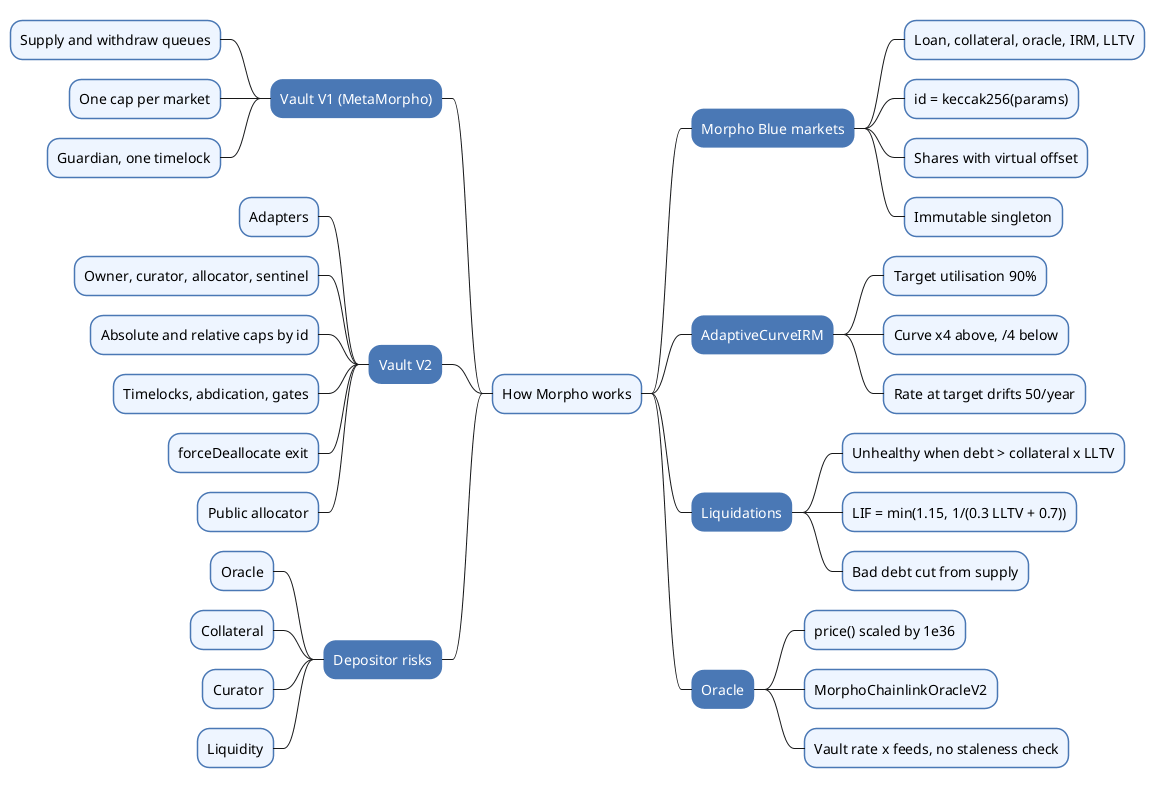 How Morpho works
Morpho Blue markets
Loan, collateral, oracle, IRM, LLTV
id = keccak256(params)
Shares with virtual offset
Immutable singleton
AdaptiveCurveIRM
Target utilisation 90%
Curve x4 above, /4 below
Rate at target drifts 50/year
Liquidations
Unhealthy when debt > collateral x LLTV
LIF = min(1.15, 1/(0.3 LLTV + 0.7))
Bad debt cut from supply
Oracle
price() scaled by 1e36
MorphoChainlinkOracleV2
Vault rate x feeds, no staleness check
Vault V1 (MetaMorpho)
Supply and withdraw queues
One cap per market
Guardian, one timelock
Vault V2
Adapters
Owner, curator, allocator, sentinel
Absolute and relative caps by id
Timelocks, abdication, gates
forceDeallocate exit
Public allocator
Depositor risks
Oracle
Collateral
Curator
Liquidity